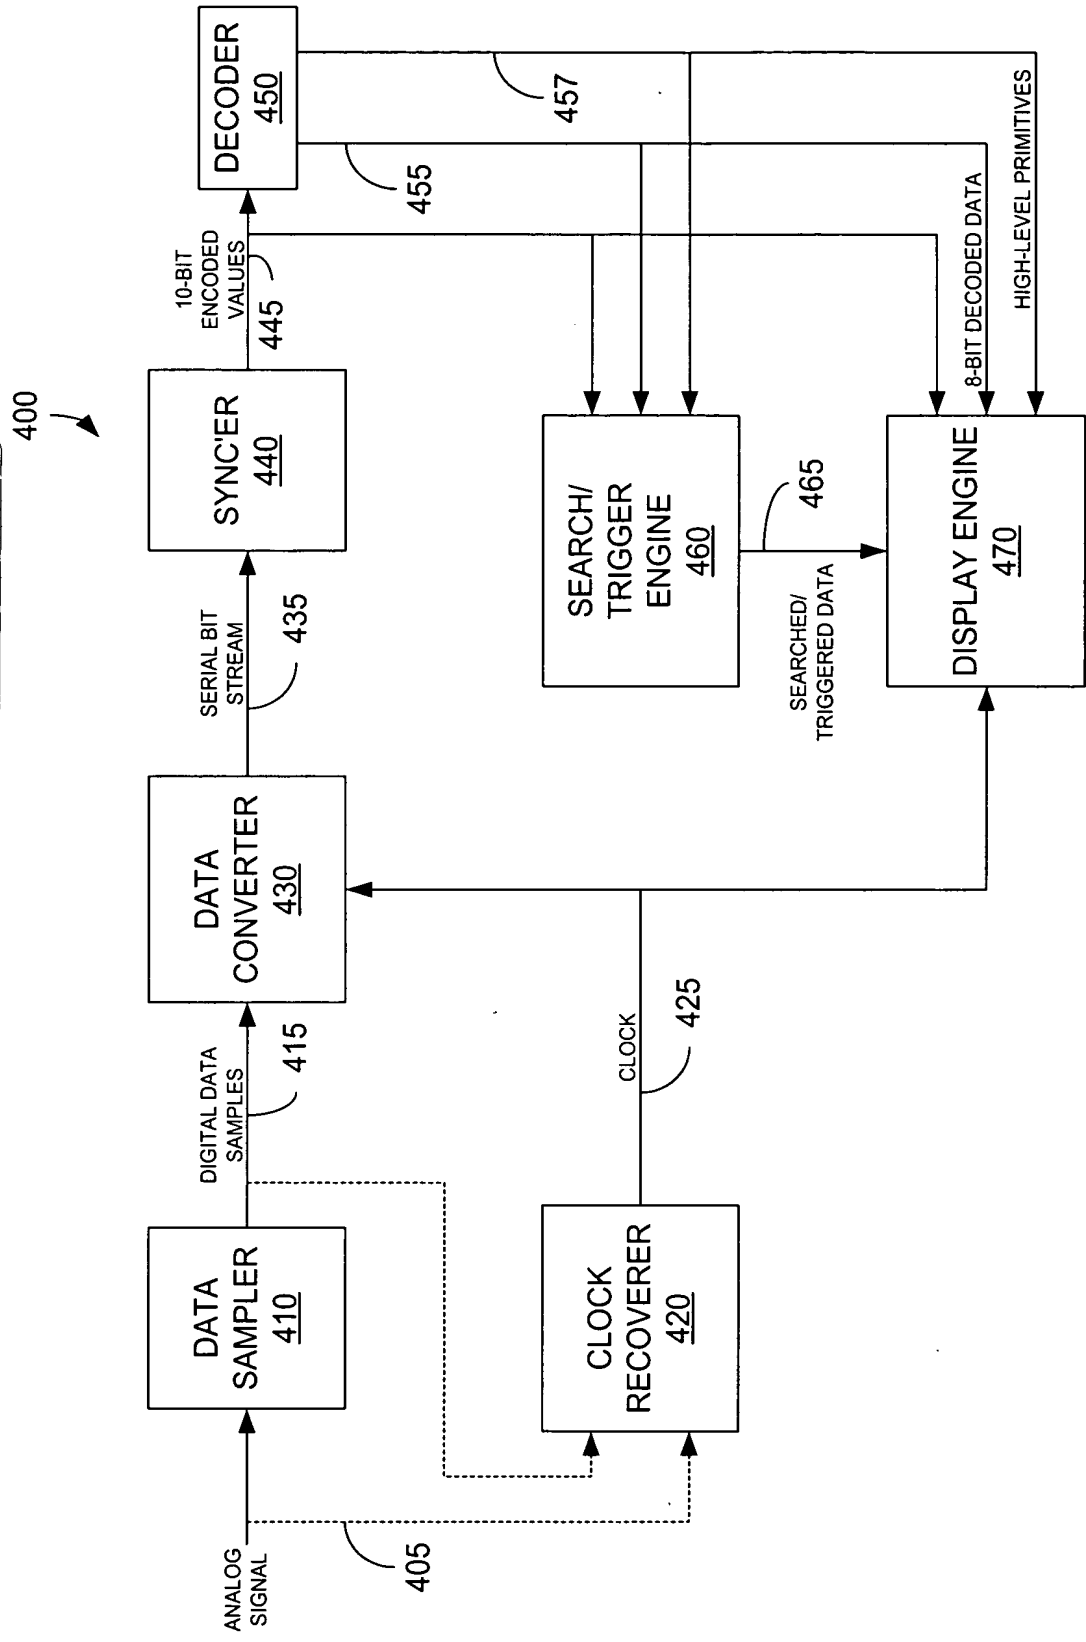 400
ANALOG
SIGNAL
405
DATA
SAMPLER
410
DIGITAL DATA
SAMPLES
415
DATA
CONVERTER
430
SERIAL BIT
STREAM
435
SYNC'ER
440
10-BIT
ENCODED
VALUES
445
DECODER
450
455
457
CLOCK
RECOVERER
420
CLOCK
425
SEARCH/
TRIGGER
ENGINE
460
SEARCHED/
TRIGGERED DATA
465
8-BIT DECODED DATA
HIGH-LEVEL PRIMITIVES
DISPLAY ENGINE
470